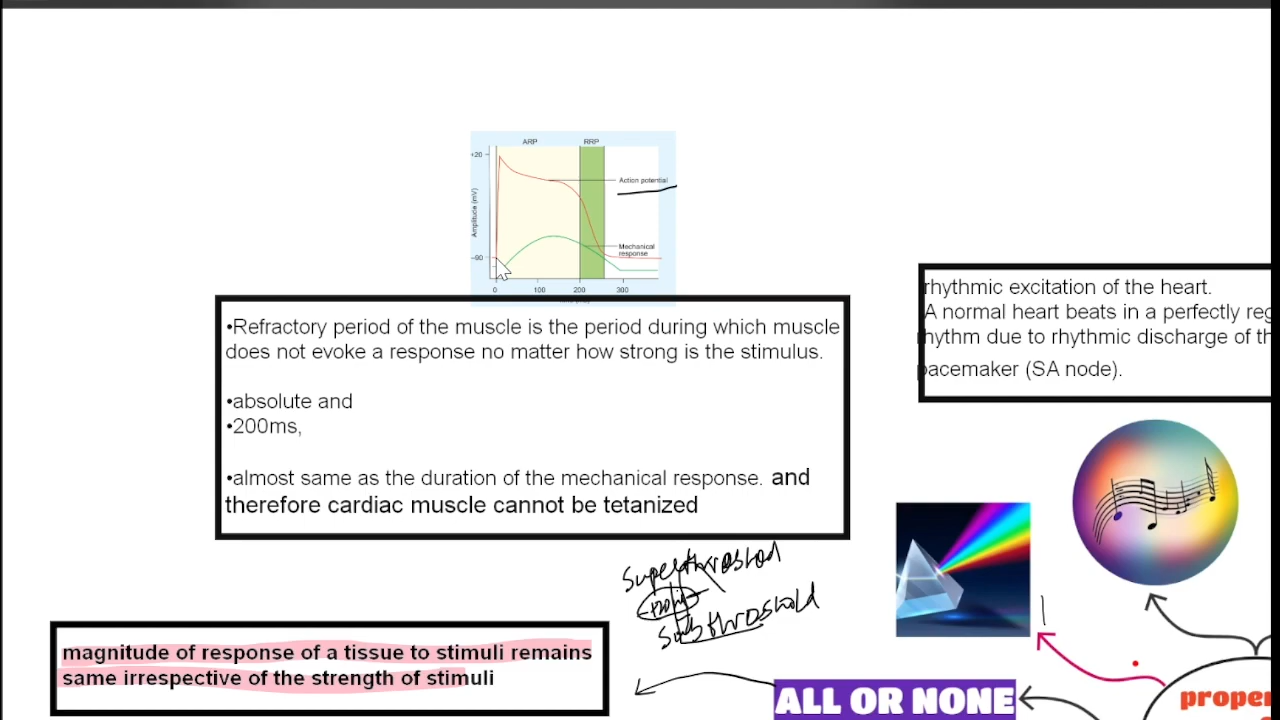 ARP RRP
+20
Action potential
Amplitude (mV)
Mechanical
response
-90
0 100 200 300
•Refractory period of the muscle is the period during which muscle
does not evoke a response no matter how strong is the stimulus.
•absolute and
•200ms,
•almost same as the duration of the mechanical response. and
therefore cardiac muscle cannot be tetanized
rhythmic excitation of the heart.
A normal heart beats in a perfectly reg
rhythm due to rhythmic discharge of th
pacemaker (SA node).
Superthreshod
Subthroshold
magnitude of response of a tissue to stimuli remains
same irrespective of the strength of stimuli
ALL OR NONE
proper